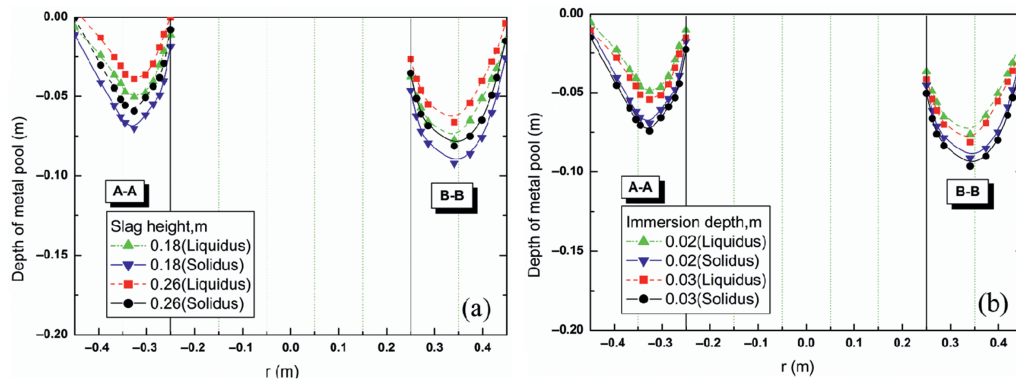 0.00
−0.05
−0.10
−0.15
−0.20
Depth of metal pool (m)
A-A
B-B
Slag height,m
0.18(Liquidus)
0.18(Solidus)
0.26(Liquidus)
0.26(Solidus)
(a)
−0.4 −0.3 −0.2 −0.1 0.0 0.1 0.2 0.3 0.4
r (m)
0.00
−0.05
−0.10
−0.15
−0.20
Depth of metal pool (m)
A-A
B-B
Immersion depth,m
0.02(Liquidus)
0.02(Solidus)
0.03(Liquidus)
0.03(Solidus)
(b)
−0.4 −0.3 −0.2 −0.1 0.0 0.1 0.2 0.3 0.4
r (m)